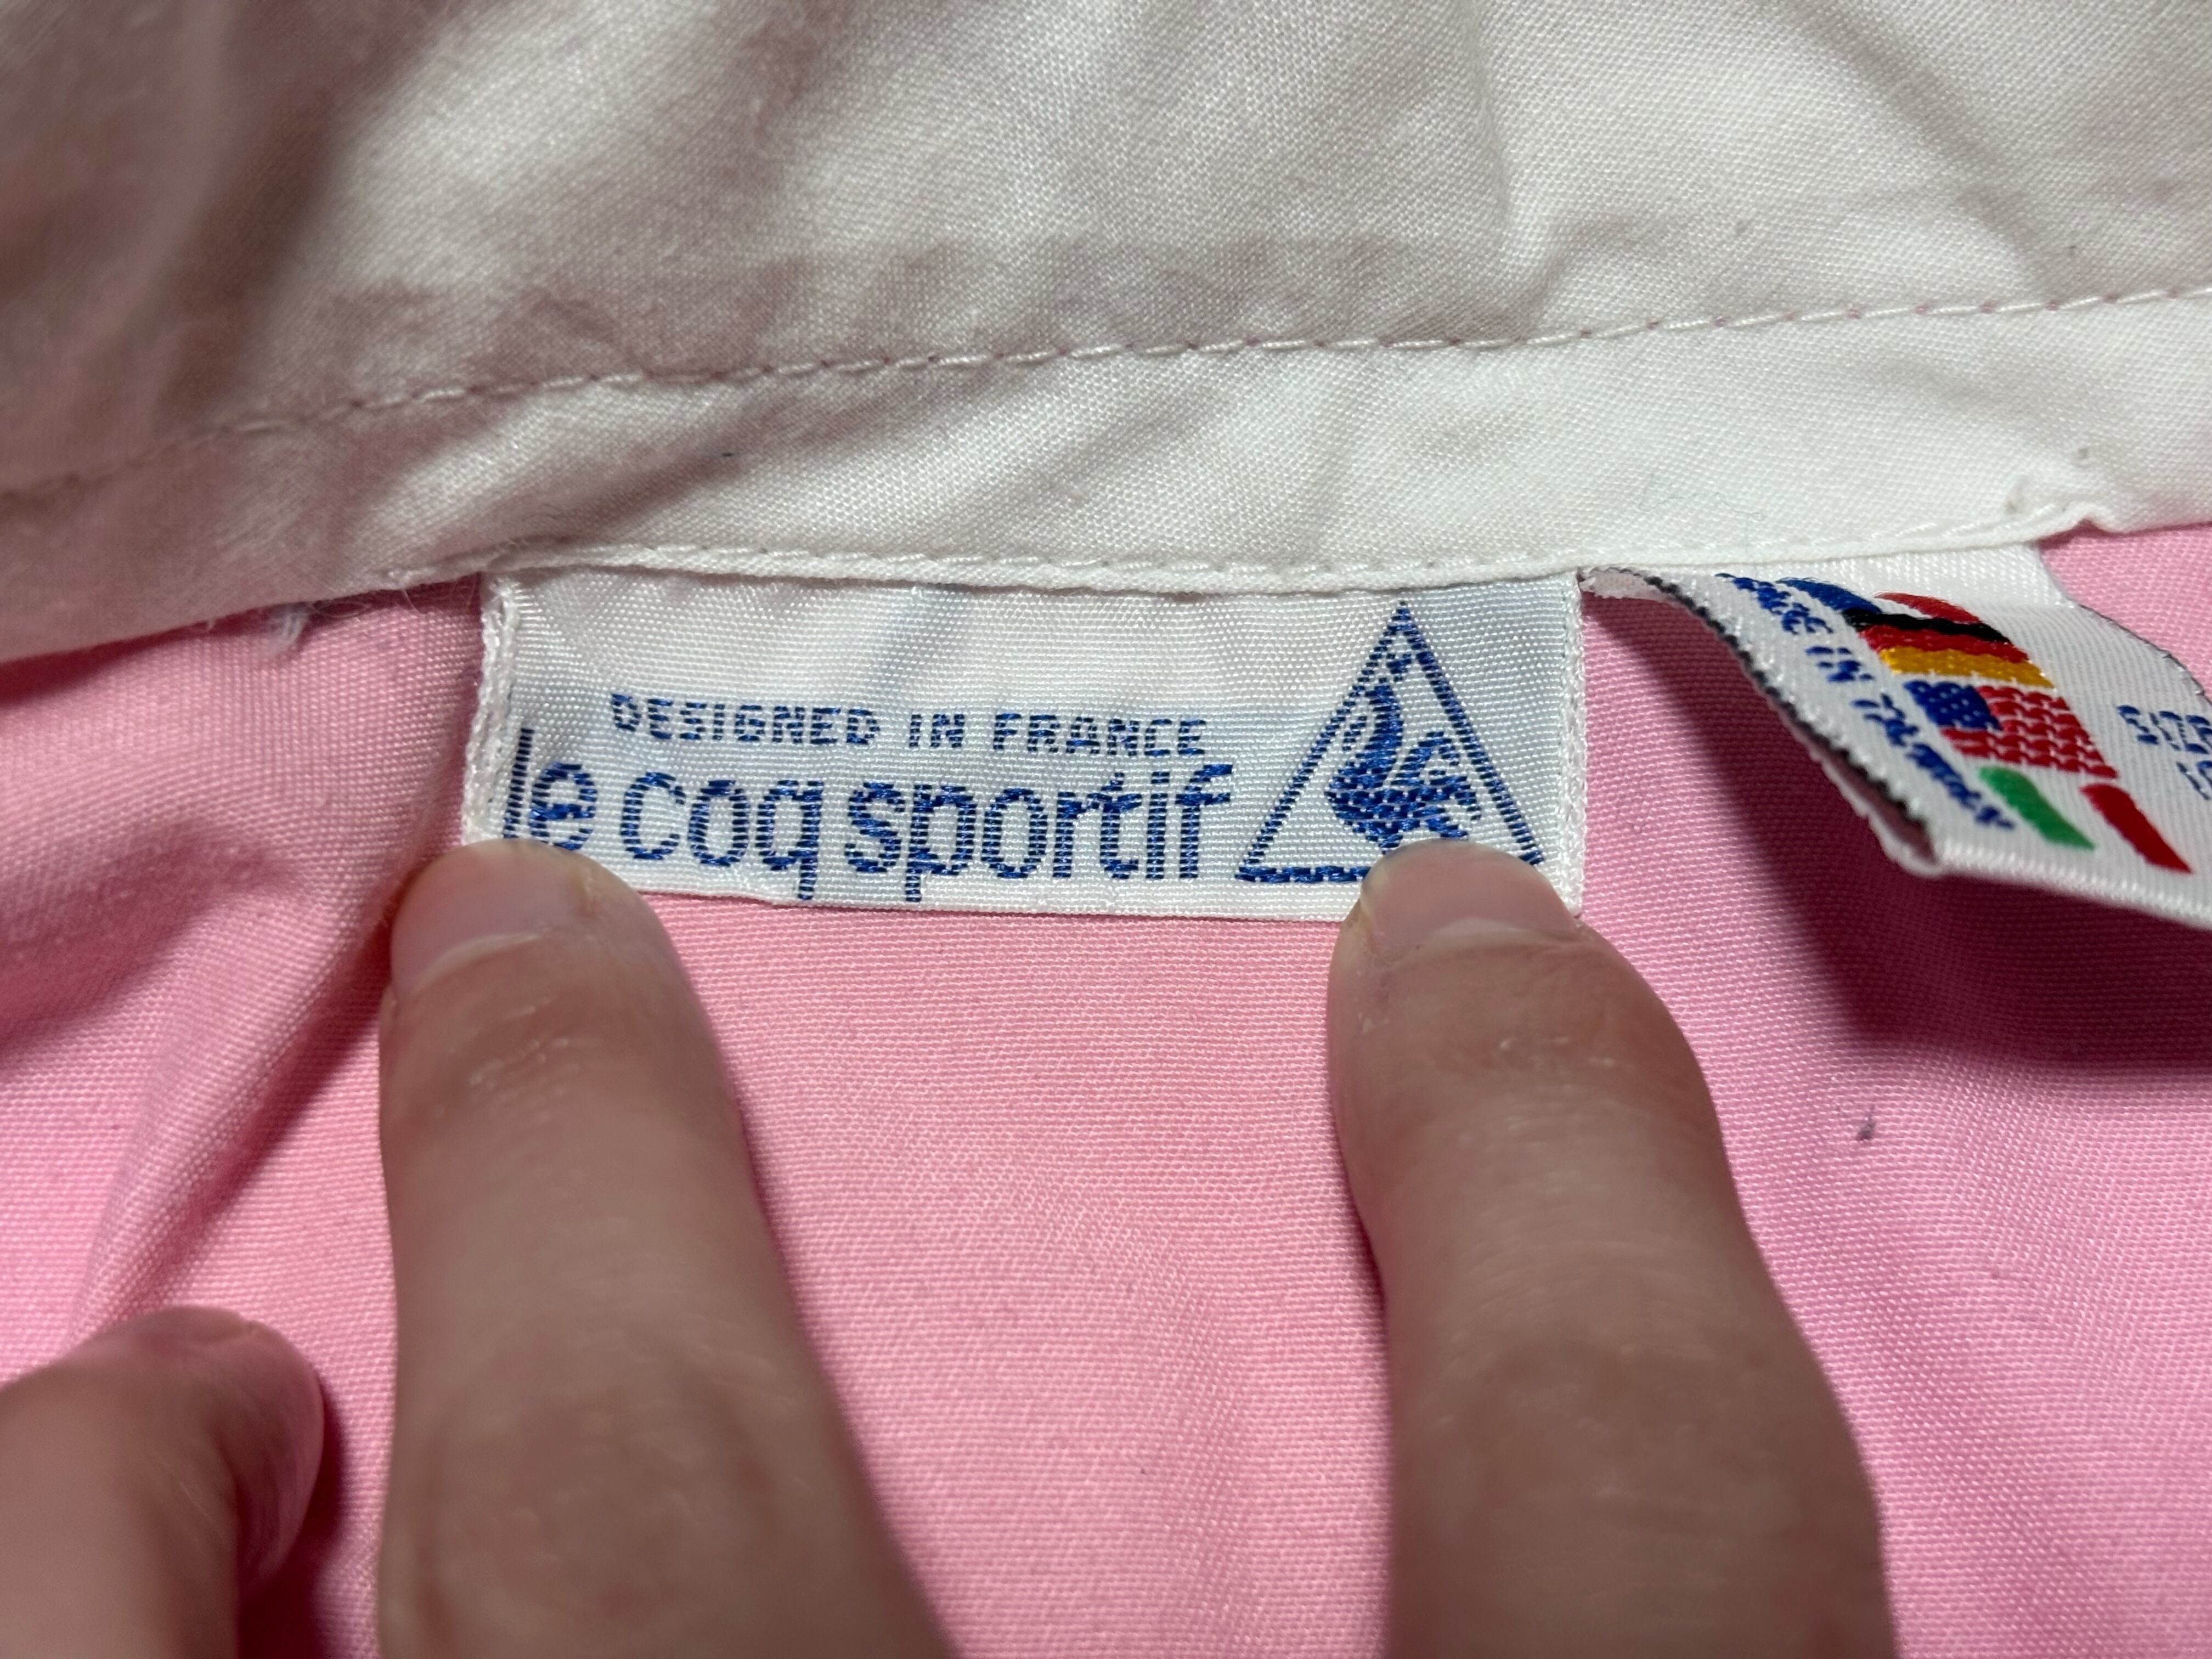 DESIGNED IN FRANCE
le coq sportif